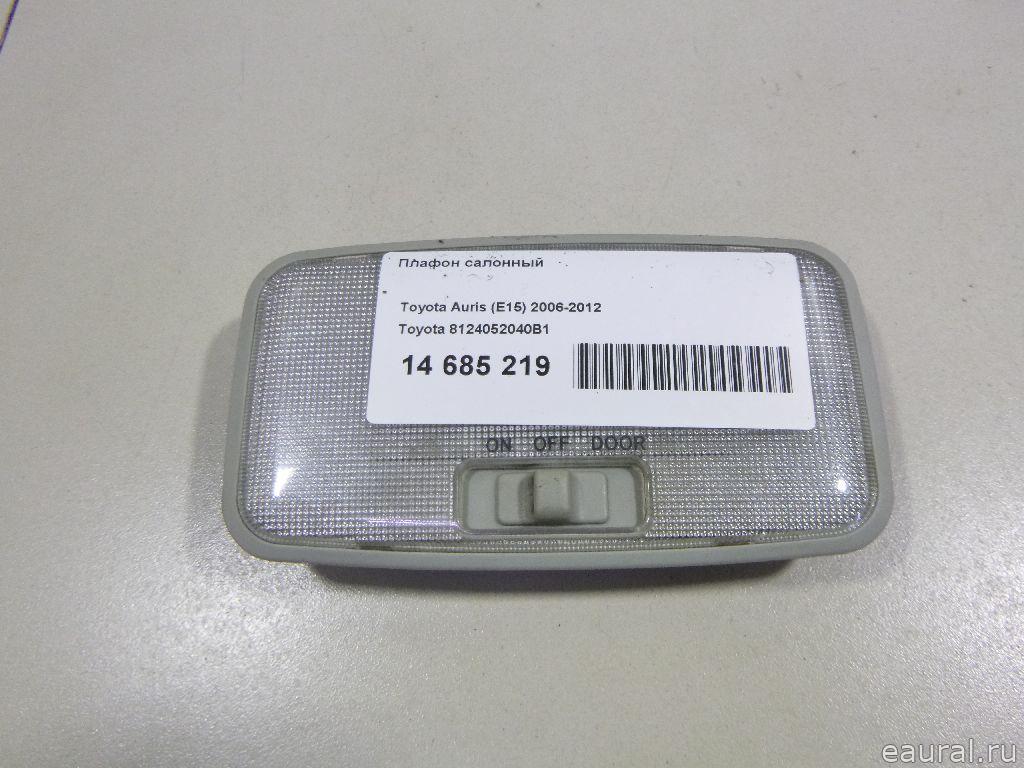 Плафон салонный
Toyota Auris (E15) 2006-2012
Toyota 8124052040B1
14 685 219
ON OFF DOOR
eaural.ru